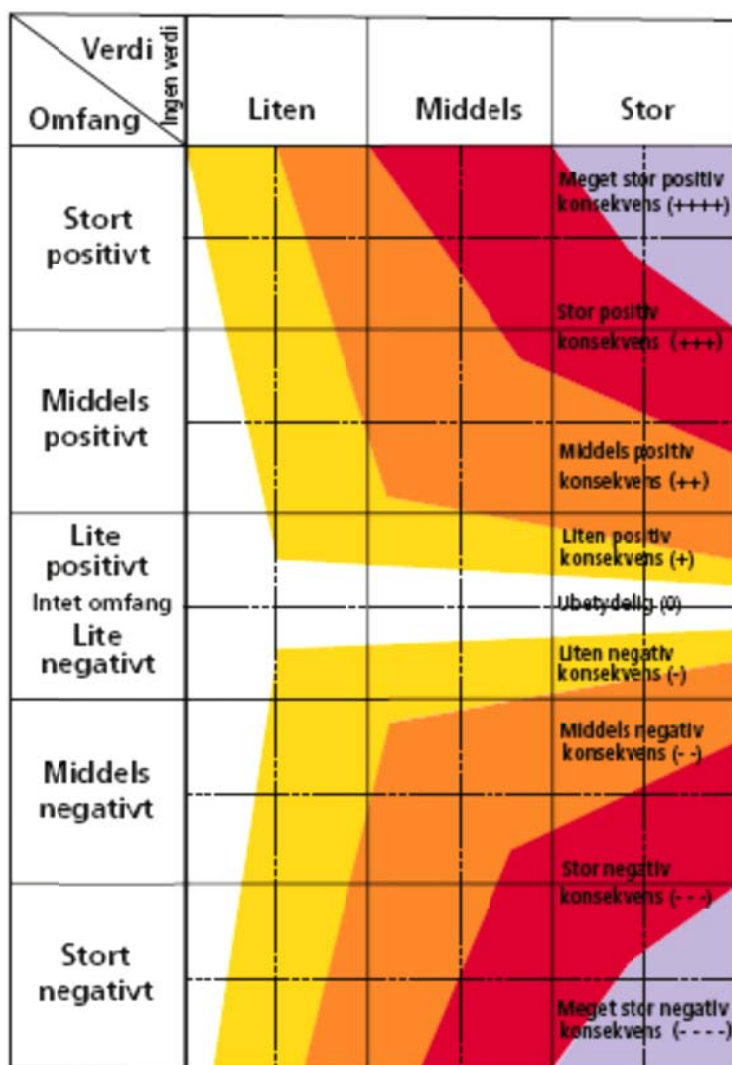 Verdi
Ingen verdi
Omfang
Liten
Middels
Stor
Stort
positivt
Meget stor positiv
konsekvens (++++)
Stor positiv
konsekvens (+++)
Middels
positivt
Middels positiv
konsekvens (++)
Lite
positivt
Liten positiv
konsekvens (+)
Intet omfang
Ubetydelig (0)
Lite
negativt
Liten negativ
konsekvens (-)
Middels
negativt
Middels negativ
konsekvens (- -)
Stor negativ
konsekvens (- - -)
Stort
negativt
Meget stor negativ
konsekvens (- - - -)